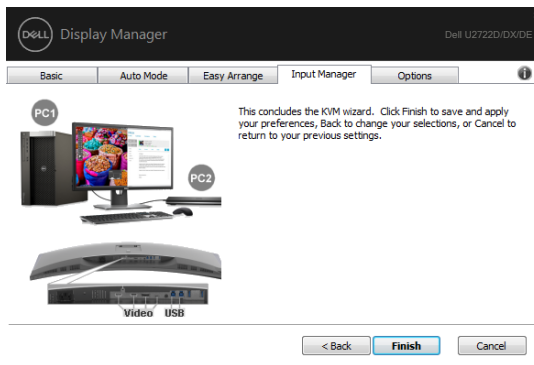 DELL Display Manager
Dell U2722D/DX/DE
Basic Auto Mode Easy Arrange Input Manager Options
PC1
This concludes the KVM wizard. Click Finish to save and apply
your preferences, Back to change your selections, or Cancel to
return to your previous settings.
PC2
Video USB
< Back Finish Cancel